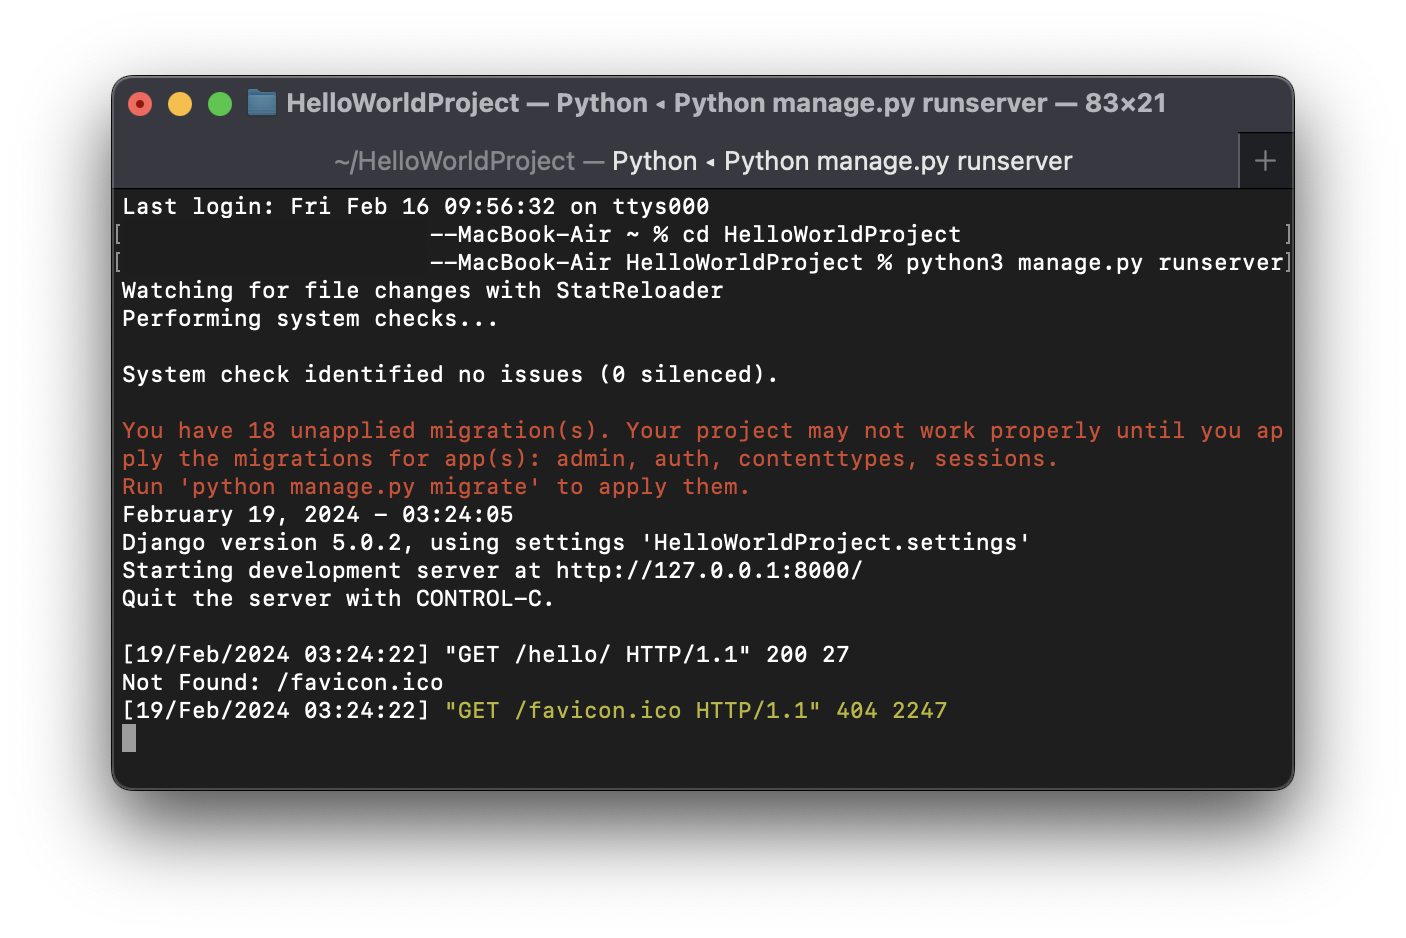 HelloWorldProject — Python ◂ Python manage.py runserver — 83×21
~/HelloWorldProject — Python ◂ Python manage.py runserver +
Last login: Fri Feb 16 09:56:32 on ttys000
[ --MacBook-Air ~ % cd HelloWorldProject ]
[ --MacBook-Air HelloWorldProject % python3 manage.py runserver]
Watching for file changes with StatReloader
Performing system checks...
System check identified no issues (0 silenced).
You have 18 unapplied migration(s). Your project may not work properly until you ap
ply the migrations for app(s): admin, auth, contenttypes, sessions.
Run 'python manage.py migrate' to apply them.
February 19, 2024 - 03:24:05
Django version 5.0.2, using settings 'HelloWorldProject.settings'
Starting development server at http://127.0.0.1:8000/
Quit the server with CONTROL-C.
[19/Feb/2024 03:24:22] "GET /hello/ HTTP/1.1" 200 27
Not Found: /favicon.ico
[19/Feb/2024 03:24:22] "GET /favicon.ico HTTP/1.1" 404 2247